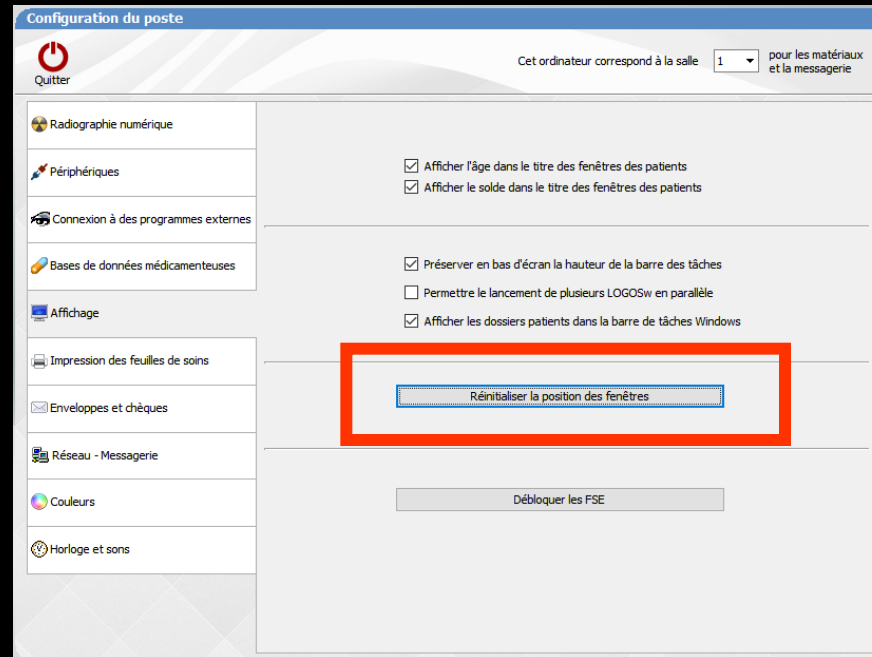 Configuration du poste
Quitter
Cet ordinateur correspond à la salle 1 pour les matériaux
et la messagerie
Radiographie numérique
Périphériques
Connexion à des programmes externes
Bases de données médicamenteuses
Affichage
Impression des feuilles de soins
Enveloppes et chèques
Réseau - Messagerie
Couleurs
Horloge et sons
Afficher l'âge dans le titre des fenêtres des patients
Afficher le solde dans le titre des fenêtres des patients
Préserver en bas d'écran la hauteur de la barre des tâches
Permettre le lancement de plusieurs LOGOSw en parallèle
Afficher les dossiers patients dans la barre de tâches Windows
Réinitialiser la position des fenêtres
Débloquer les FSE